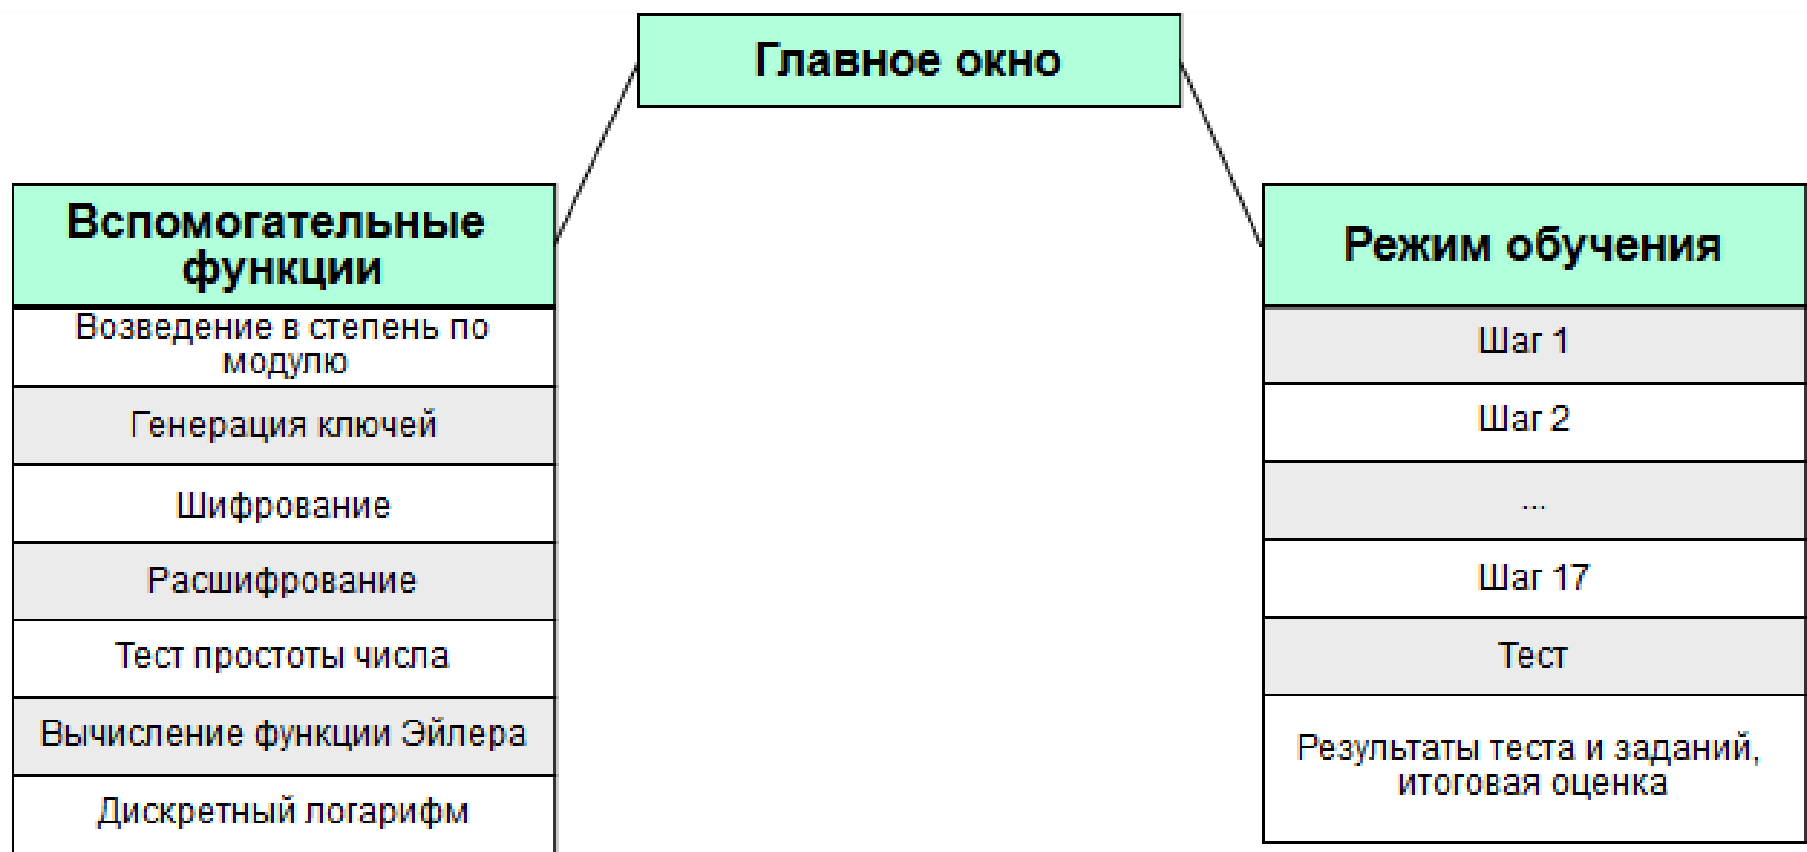 Главное окно
Вспомогательные
функции
Возведение в степень по
модулю
Генерация ключей
Шифрование
Расшифрование
Тест простоты числа
Вычисление функции Эйлера
Дискретный логарифм
Режим обучения
Шаг 1
Шаг 2
...
Шаг 17
Тест
Результаты теста и заданий,
итоговая оценка